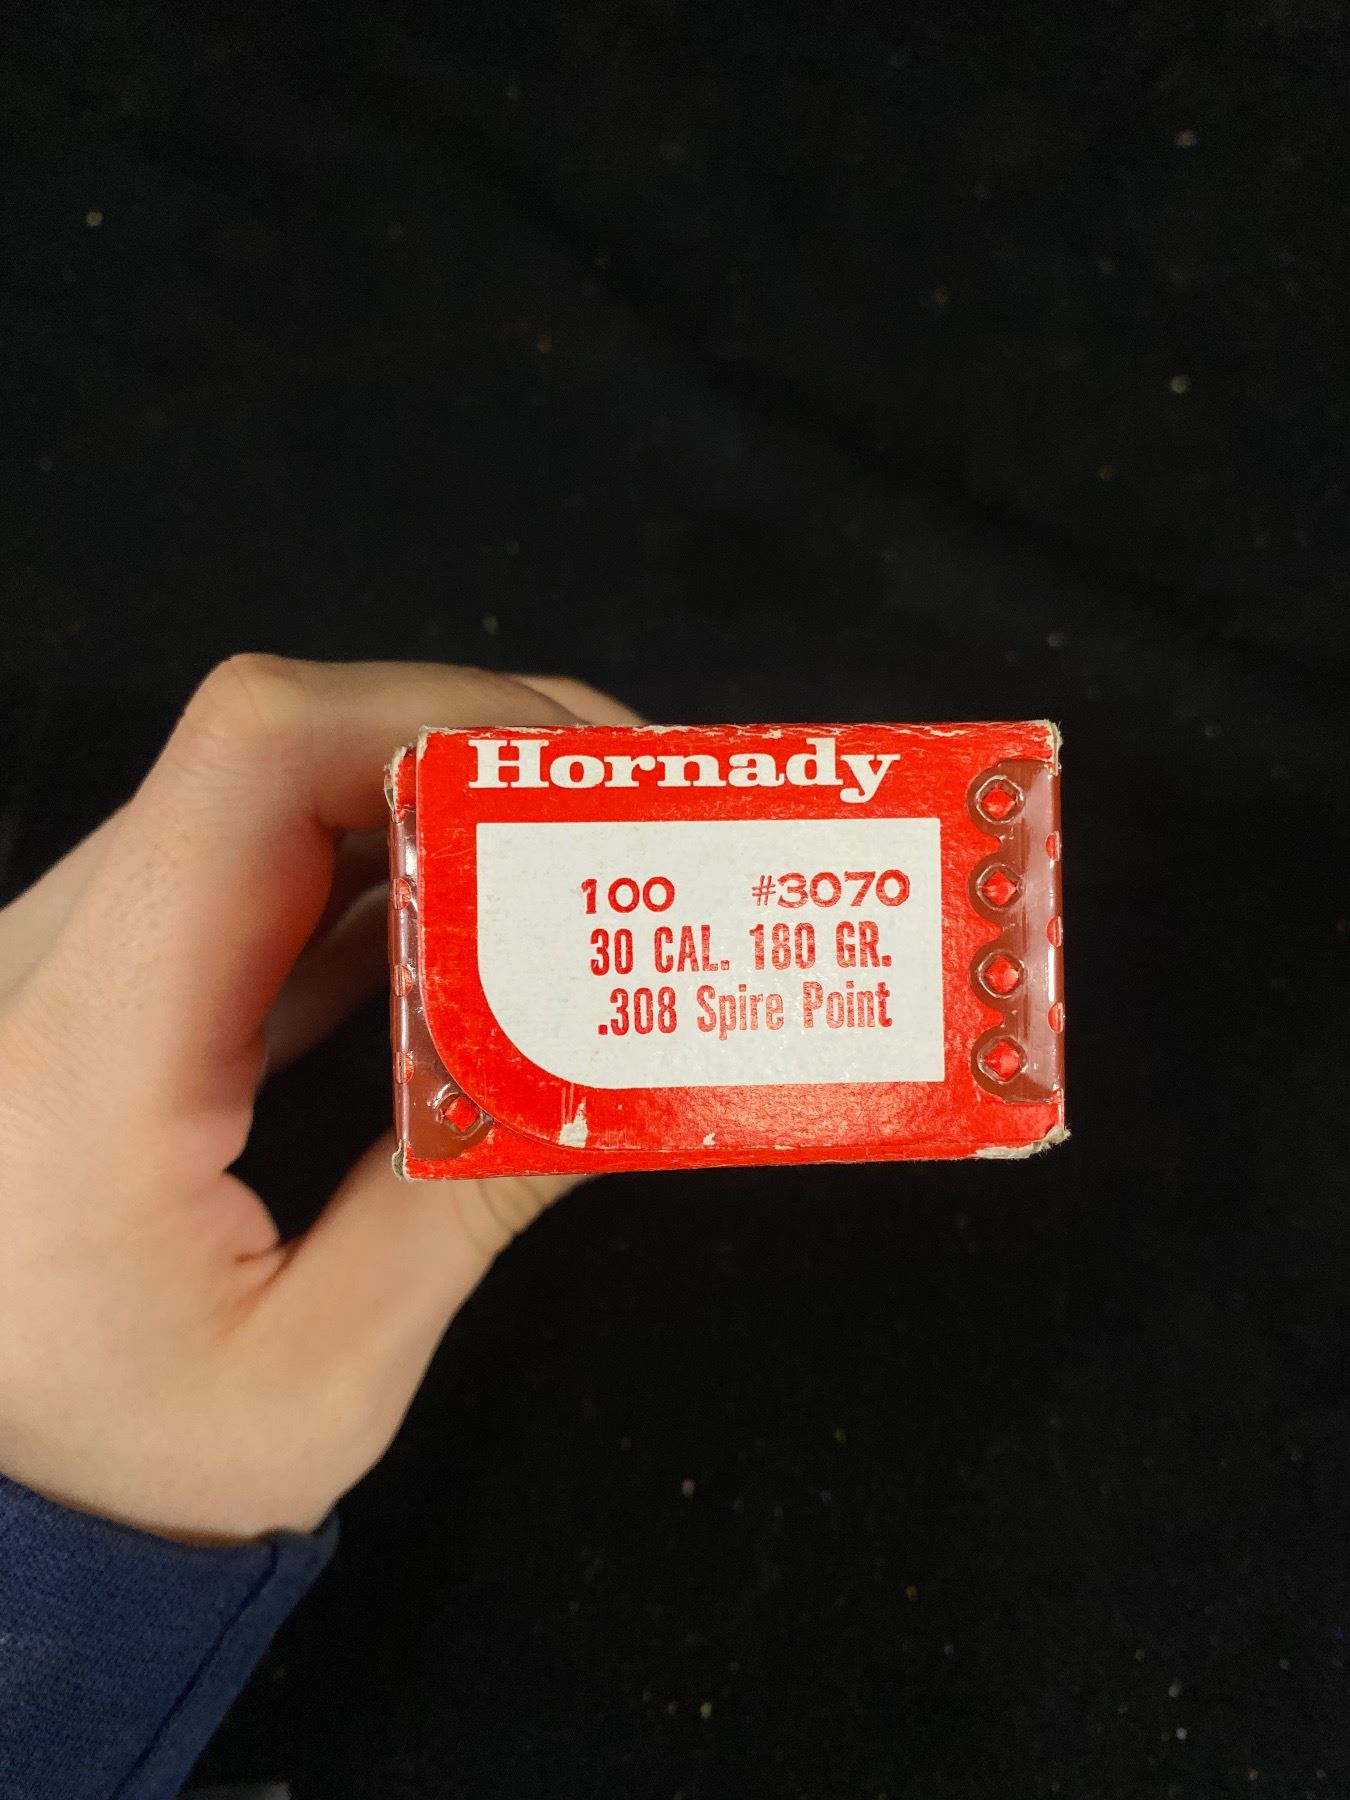 Hornady
100 #3070
30 CAL. 180 GR.
.308 Spire Point